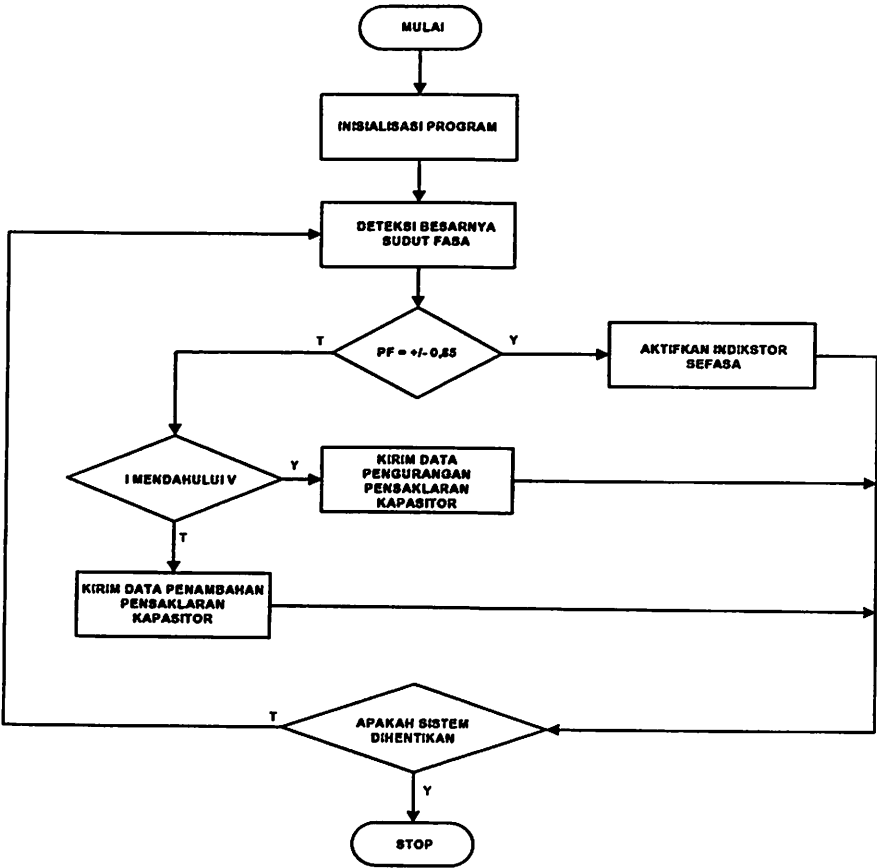 MULAI
INISIALISASI PROGRAM
DETEKSI BESARNYA
SUDUT FASA
T
PF = +/- 0,85
Y
AKTIFKAN INDIKSTOR
SEFASA
I MENDAHULUI V
Y
KIRIM DATA
PENGURANGAN
PENSAKLARAN
KAPASITOR
T
KIRIM DATA PENAMBAHAN
PENSAKLARAN
KAPASITOR
T
APAKAH SISTEM
DIHENTIKAN
Y
STOP